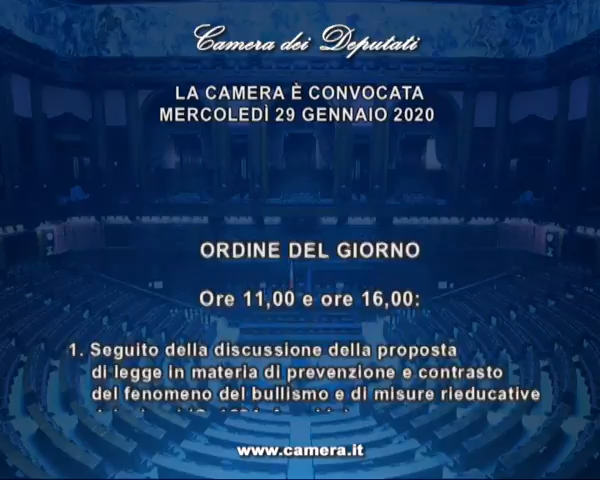 Camera dei Deputati
LA CAMERA È CONVOCATA
MERCOLEDÌ 29 GENNAIO 2020
ORDINE DEL GIORNO
Ore 11,00 e ore 16,00:
1. Seguito della discussione della proposta
di legge in materia di prevenzione e contrasto
del fenomeno del bullismo e di misure rieducative
www.camera.it